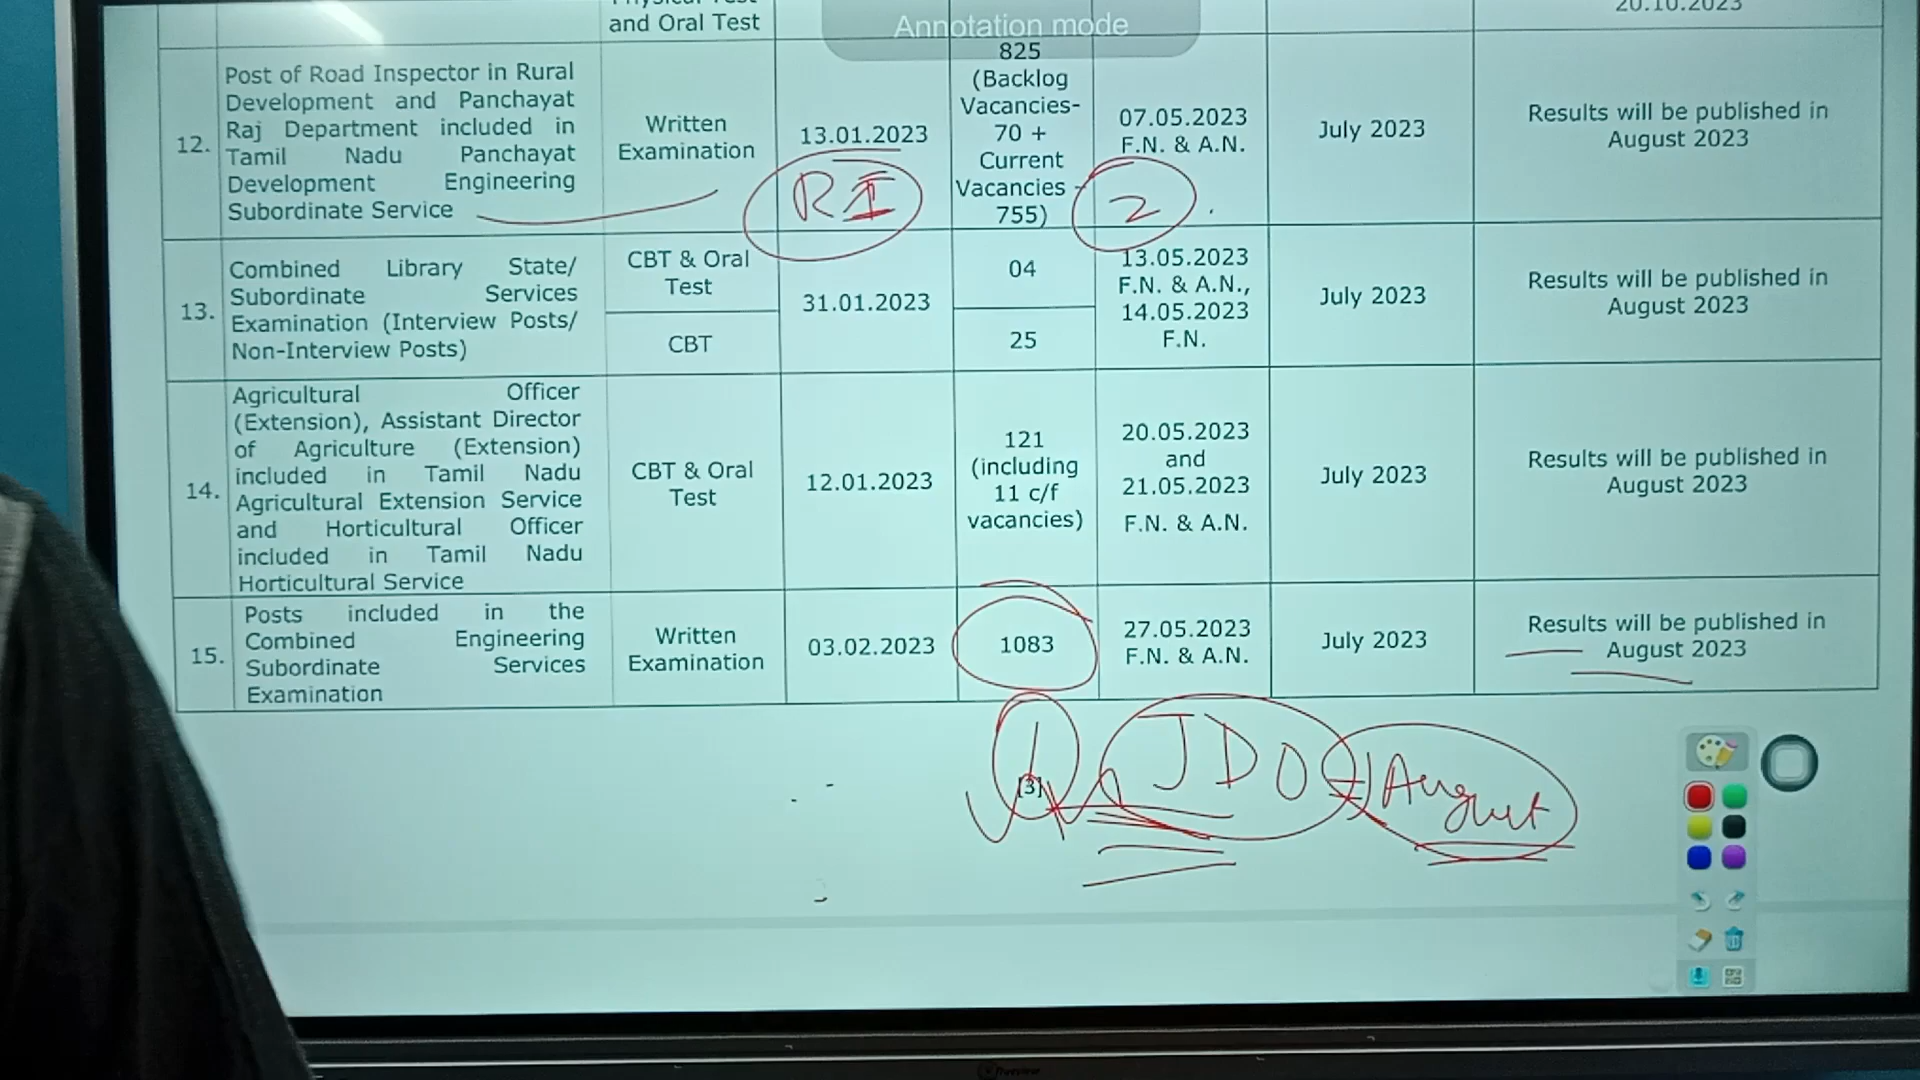 and Oral Test
20.10.2023
Annotation mode
12.
Post of Road Inspector in Rural
Development and Panchayat
Raj Department included in
Tamil Nadu Panchayat
Development Engineering
Subordinate Service
Written
Examination
13.01.2023
825
(Backlog
Vacancies-
70 +
Current
Vacancies -
755)
07.05.2023
F.N. & A.N.
July 2023
Results will be published in
August 2023
RI
2
13.
Combined Library State/
Subordinate Services
Examination (Interview Posts/
Non-Interview Posts)
CBT & Oral
Test
CBT
31.01.2023
04
25
13.05.2023
F.N. & A.N.,
14.05.2023
F.N.
July 2023
Results will be published in
August 2023
14.
Agricultural Officer
(Extension), Assistant Director
of Agriculture (Extension)
included in Tamil Nadu
Agricultural Extension Service
and Horticultural Officer
included in Tamil Nadu
Horticultural Service
CBT & Oral
Test
12.01.2023
121
(including
11 c/f
vacancies)
20.05.2023
and
21.05.2023
F.N. & A.N.
July 2023
Results will be published in
August 2023
15.
Posts included in the
Combined Engineering
Subordinate Services
Examination
Written
Examination
03.02.2023
1083
27.05.2023
F.N. & A.N.
July 2023
Results will be published in
August 2023
[3]
JDO August